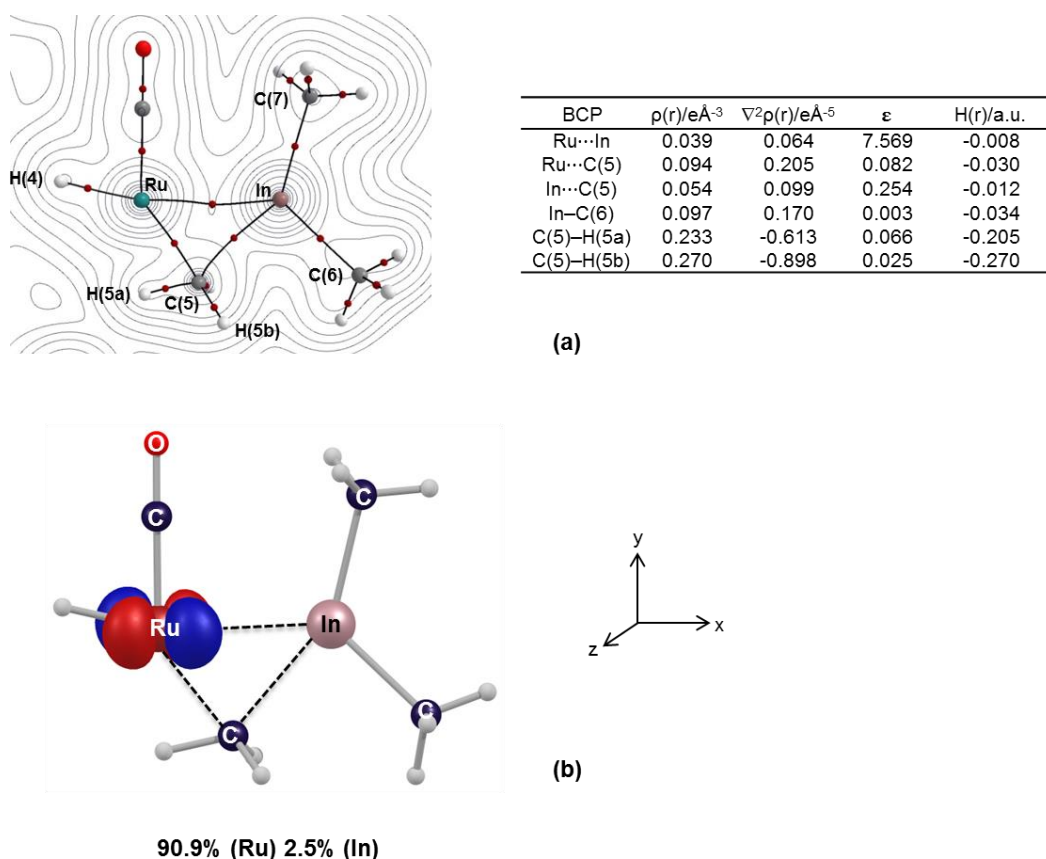 C(7)
H(4)
Ru
In
C(6)
H(5a)
C(5)
H(5b)
BCP ρ(r)/eÅ-3 ∇2ρ(r)/eÅ-5 ε H(r)/a.u.
Ru···In 0.039 0.064 7.569 -0.008
Ru···C(5) 0.094 0.205 0.082 -0.030
In···C(5) 0.054 0.099 0.254 -0.012
In–C(6) 0.097 0.170 0.003 -0.034
C(5)–H(5a) 0.233 -0.613 0.066 -0.205
C(5)–H(5b) 0.270 -0.898 0.025 -0.270
(a)
O
C
C
Ru
In
C
C
y
x
z
(b)
90.9% (Ru) 2.5% (In)